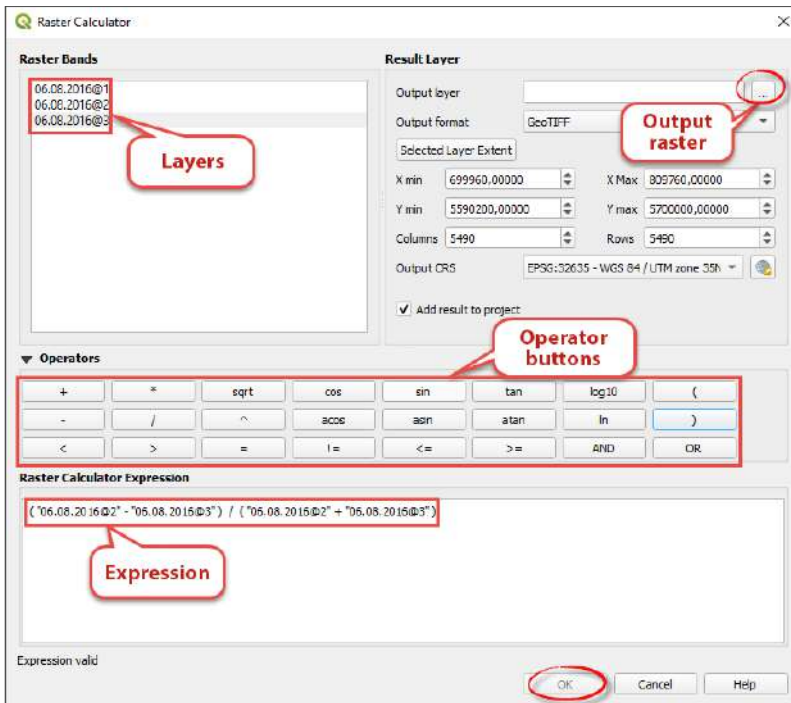 Raster Calculator
Raster Bands
06.08.2016@1
06.08.2016@2
06.08.2016@3
Layers
Result Layer
Output layer
...
Output format
GeoTIFF
Output
raster
Selected Layer Extent
X min
699960,00000
X Max
809760,00000
Y min
5590200,00000
Y max
5700000,00000
Columns
5490
Rows
5490
Output CRS
EPSG:32635 - WGS 84 / UTM zone 35N
Add result to project
Operators
Operator
buttons
+ * sqrt cos sin tan log10 (
- / ^ acos asin atan ln )
< > = != <= >= AND OR
Raster Calculator Expression
( "06.08.2016@2" - "06.08.2016@3" ) / ( "06.08.2016@2" + "06.08.2016@3" )
Expression
Expression valid
OK
Cancel
Help